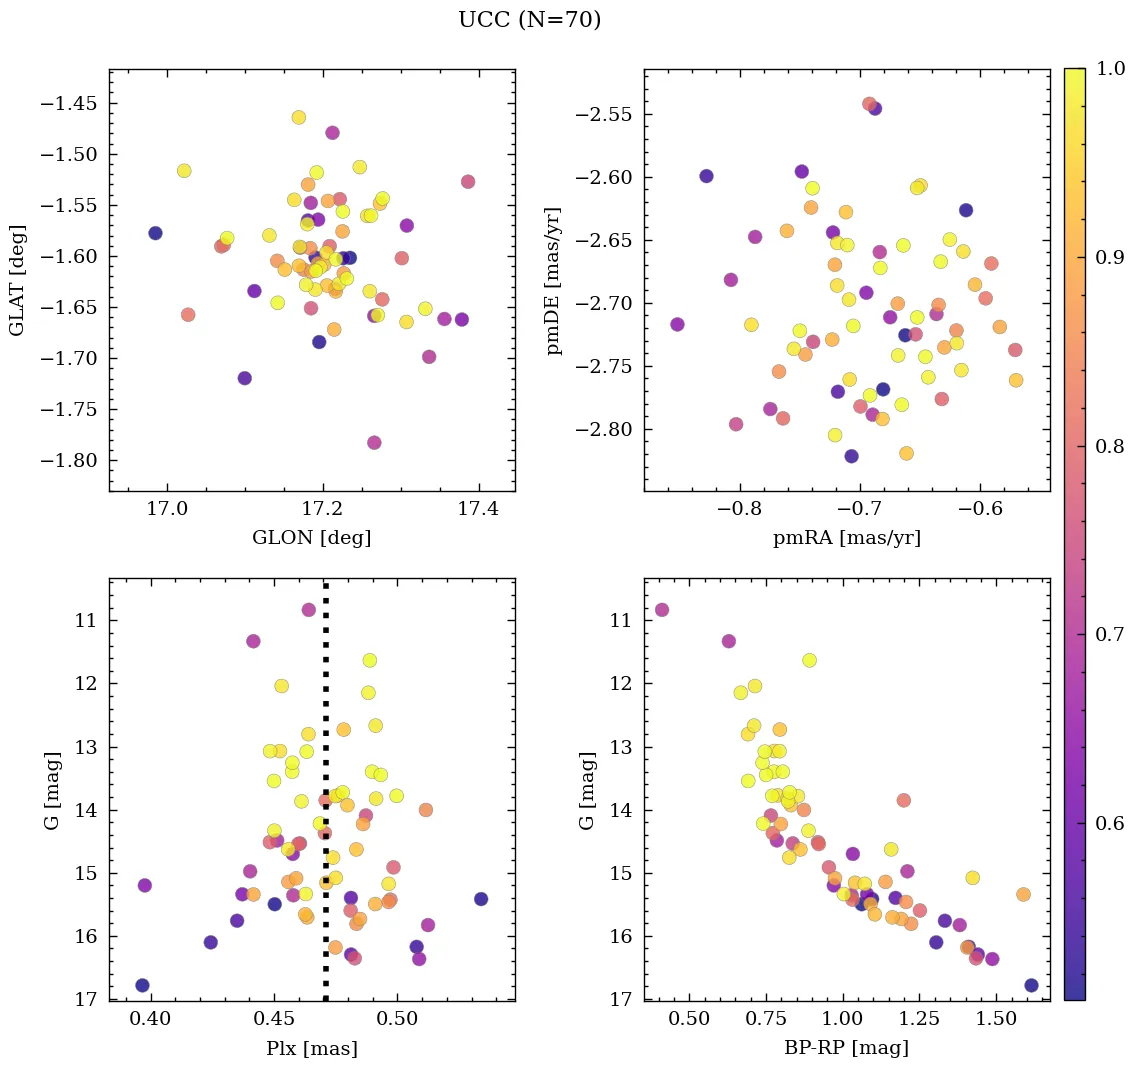 UCC (N=70)
−1.45
−1.50
−1.55
−1.60
−1.65
−1.70
−1.75
−1.80
GLAT [deg]
17.0 17.2 17.4
GLON [deg]
−2.55
−2.60
−2.65
−2.70
−2.75
−2.80
pmDE [mas/yr]
−0.8 −0.7 −0.6
pmRA [mas/yr]
1.0
0.9
0.8
0.7
0.6
11
12
13
14
15
16
17
G [mag]
0.40 0.45 0.50
Plx [mas]
11
12
13
14
15
16
17
G [mag]
0.50 0.75 1.00 1.25 1.50
BP-RP [mag]